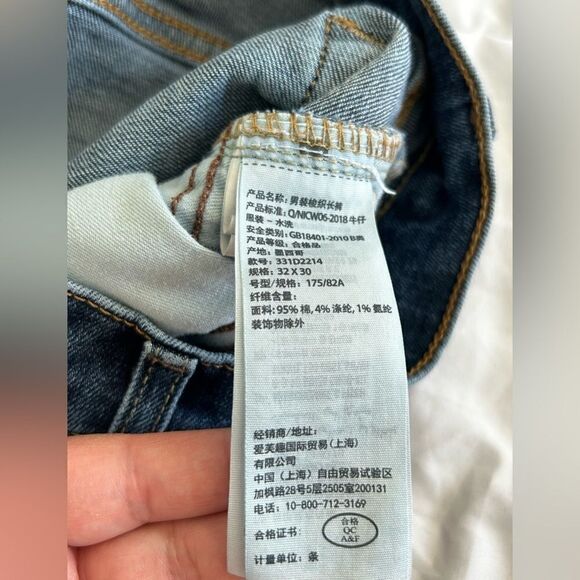 产品名称：男装梭织长裤
产品标准：Q/NICW06-2018 牛仔
服装 - 水洗
安全类别：GB18401-2010 B类
产品等级：合格品
产地：墨西哥
款号：331D2214
规格：32 X 30
号型/规格：175/82A
纤维含量：
面料：95% 棉, 4% 涤纶, 1% 氨纶
装饰物除外
经销商/地址：
爱芙趣国际贸易(上海)
有限公司
中国（上海）自由贸易试验区
加枫路28号5层2505室200131
电话：10-800-712-3169
合格证书：
合格
QC
A&F
计量单位：条